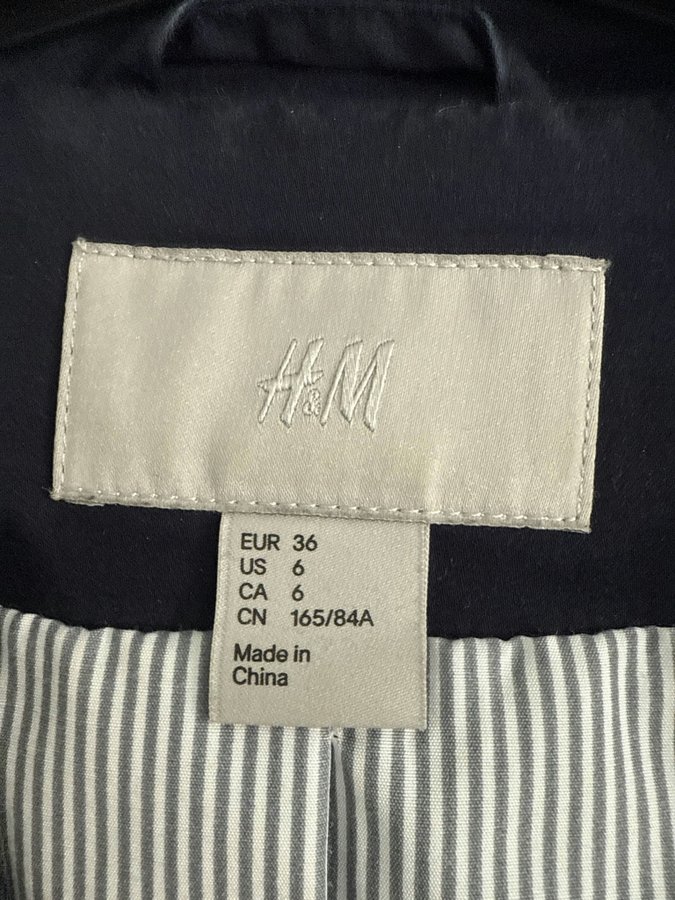 H&M
EUR 36
US 6
CA 6
CN 165/84A
Made in
China